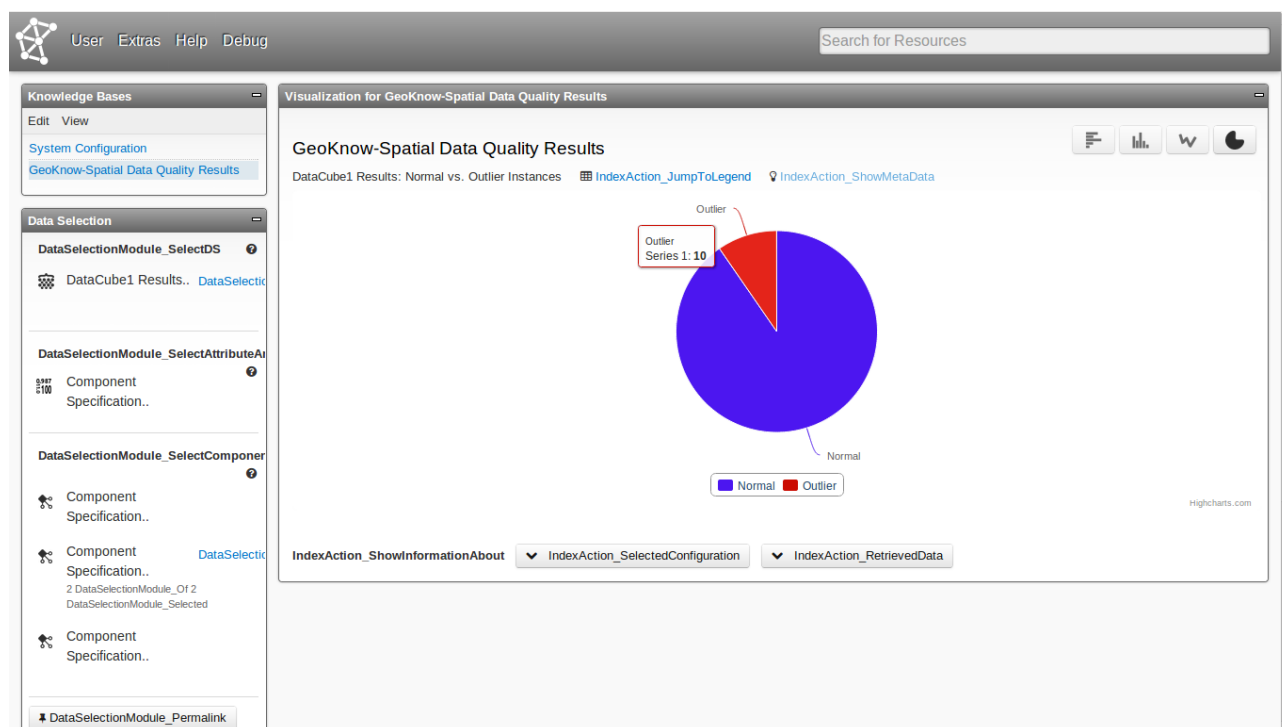 User Extras Help Debug
Search for Resources
Knowledge Bases
Edit View
System Configuration
GeoKnow-Spatial Data Quality Results
Data Selection
DataSelectionModule_SelectDS
DataCube1 Results.. DataSelectic
DataSelectionModule_SelectAttributeAr
Component
Specification..
DataSelectionModule_SelectComponer
Component
Specification..
Component DataSelectic
Specification..
2 DataSelectionModule_Of 2
DataSelectionModule_Selected
Component
Specification..
DataSelectionModule_Permalink
Visualization for GeoKnow-Spatial Data Quality Results
GeoKnow-Spatial Data Quality Results
DataCube1 Results: Normal vs. Outlier Instances IndexAction_JumpToLegend IndexAction_ShowMetaData
Outlier
Outlier
Series 1: 10
Normal
Normal Outlier
Highcharts.com
IndexAction_ShowInformationAbout IndexAction_SelectedConfiguration IndexAction_RetrievedData